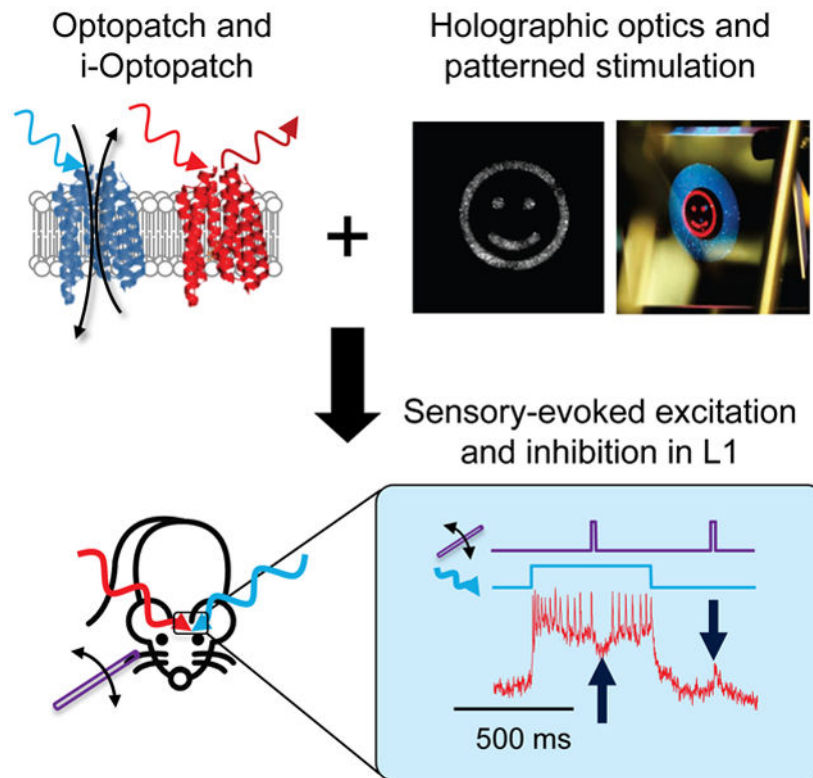 Optopatch and
i-Optopatch
Holographic optics and
patterned stimulation
+
Sensory-evoked excitation
and inhibition in L1
500 ms